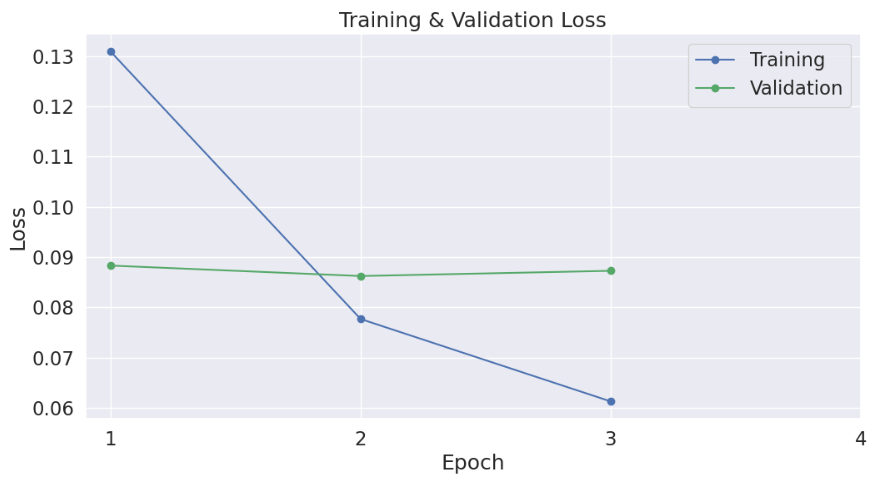 Training & Validation Loss
0.13
0.12
0.11
0.10
0.09
0.08
0.07
0.06
Loss
Training
Validation
1 2 3 4
Epoch